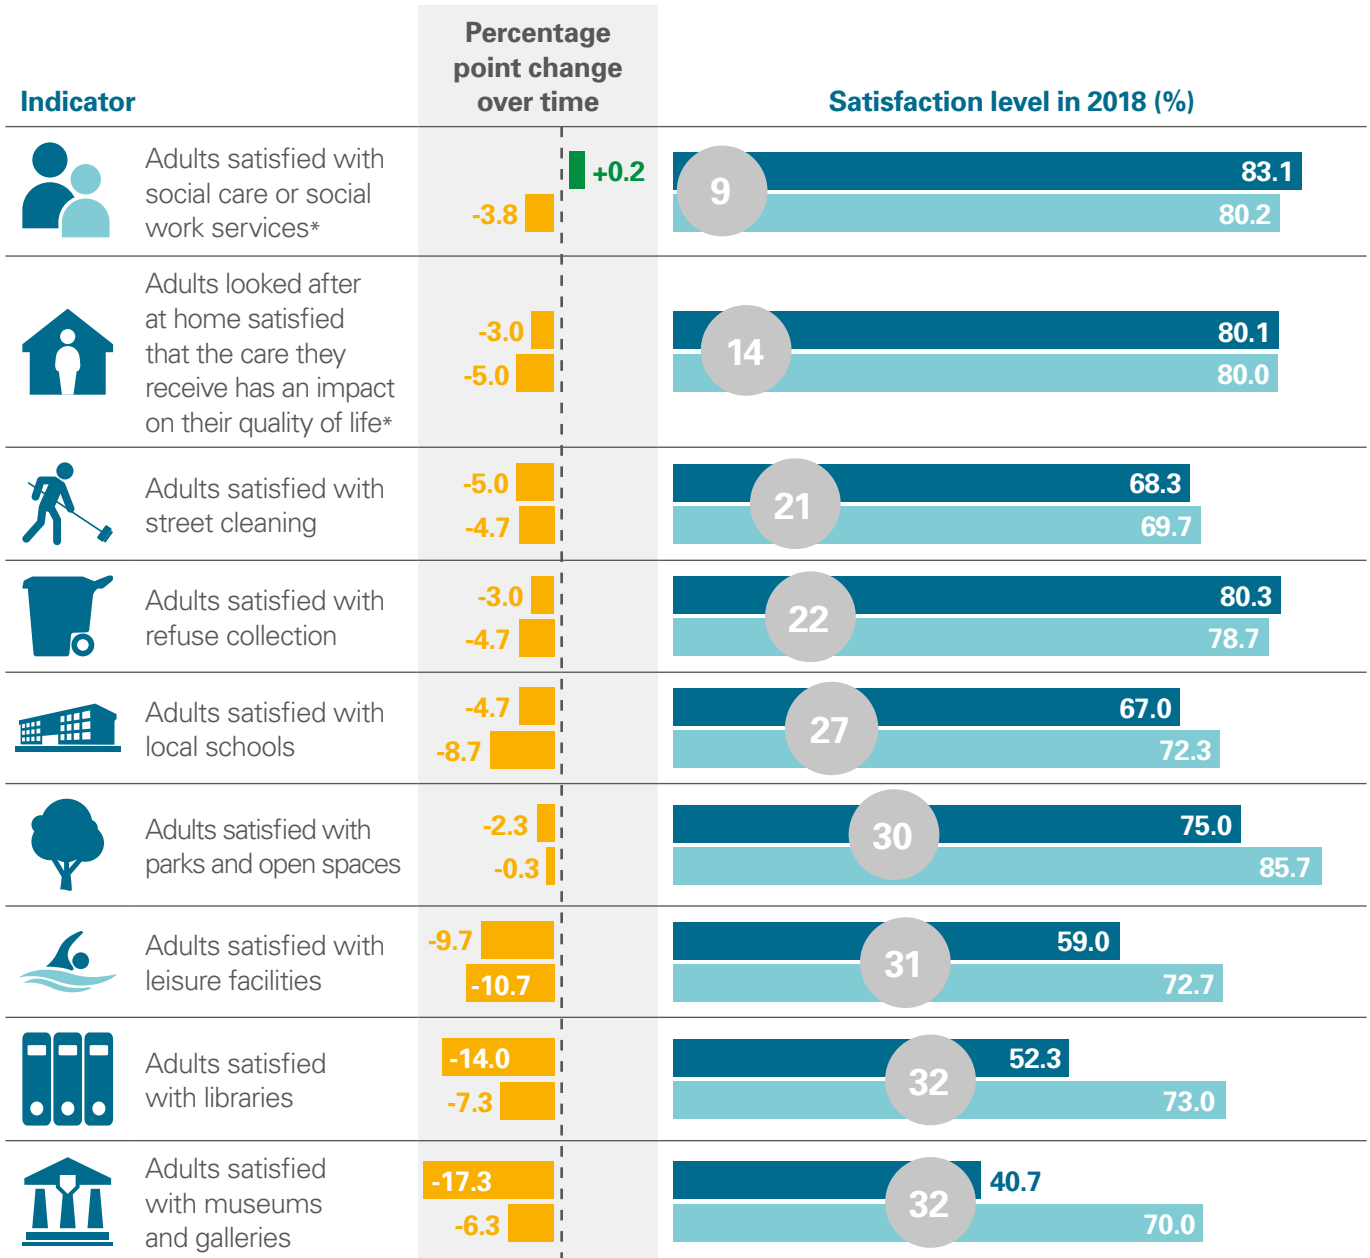 Percentage
point change
over time
Indicator
Satisfaction level in 2018 (%)
Adults satisfied with
social care or social
work services*
+0.2
-3.8
9
83.1
80.2
Adults looked after
at home satisfied
that the care they
receive has an impact
on their quality of life*
-3.0
-5.0
14
80.1
80.0
Adults satisfied with
street cleaning
-5.0
-4.7
21
68.3
69.7
Adults satisfied with
refuse collection
-3.0
-4.7
22
80.3
78.7
Adults satisfied with
local schools
-4.7
-8.7
27
67.0
72.3
Adults satisfied with
parks and open spaces
-2.3
-0.3
30
75.0
85.7
Adults satisfied with
leisure facilities
-9.7
-10.7
31
59.0
72.7
Adults satisfied
with libraries
-14.0
-7.3
32
52.3
73.0
Adults satisfied
with museums
and galleries
-17.3
-6.3
32
40.7
70.0